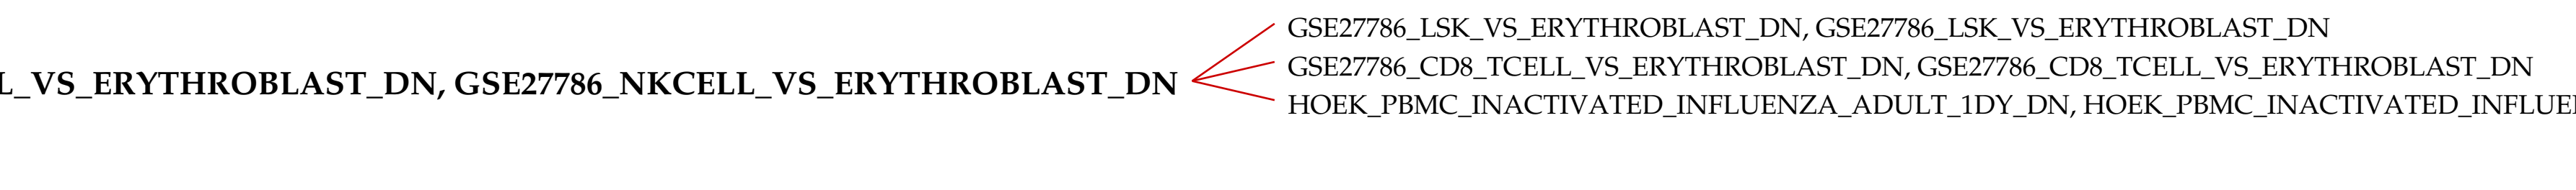 L_VS_ERYTHROBLAST_DN, GSE27786_NKCELL_VS_ERYTHROBLAST_DN
GSE27786_LSK_VS_ERYTHROBLAST_DN, GSE27786_LSK_VS_ERYTHROBLAST_DN
GSE27786_CD8_TCELL_VS_ERYTHROBLAST_DN, GSE27786_CD8_TCELL_VS_ERYTHROBLAST_DN
HOEK_PBMC_INACTIVATED_INFLUENZA_ADULT_1DY_DN, HOEK_PBMC_INACTIVATED_INFLUE